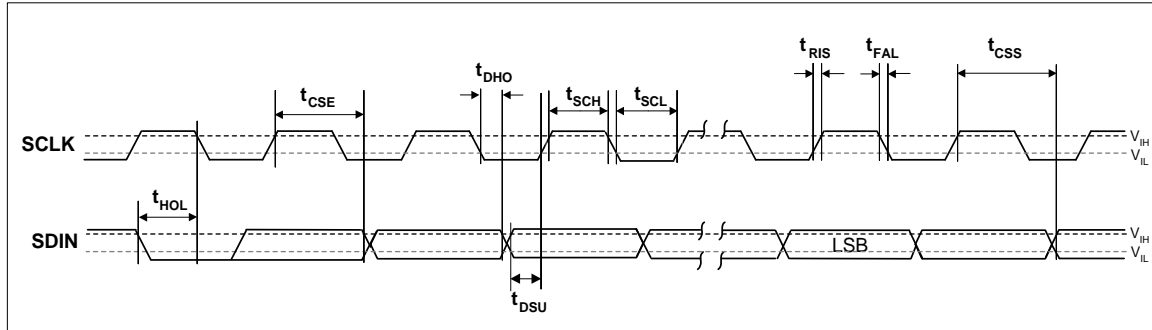 tRIS
tFAL
tCSS
tDHO
tCSE
tSCH
tSCL
SCLK
VIH
VIL
tHOL
SDIN
LSB
VIH
VIL
tDSU